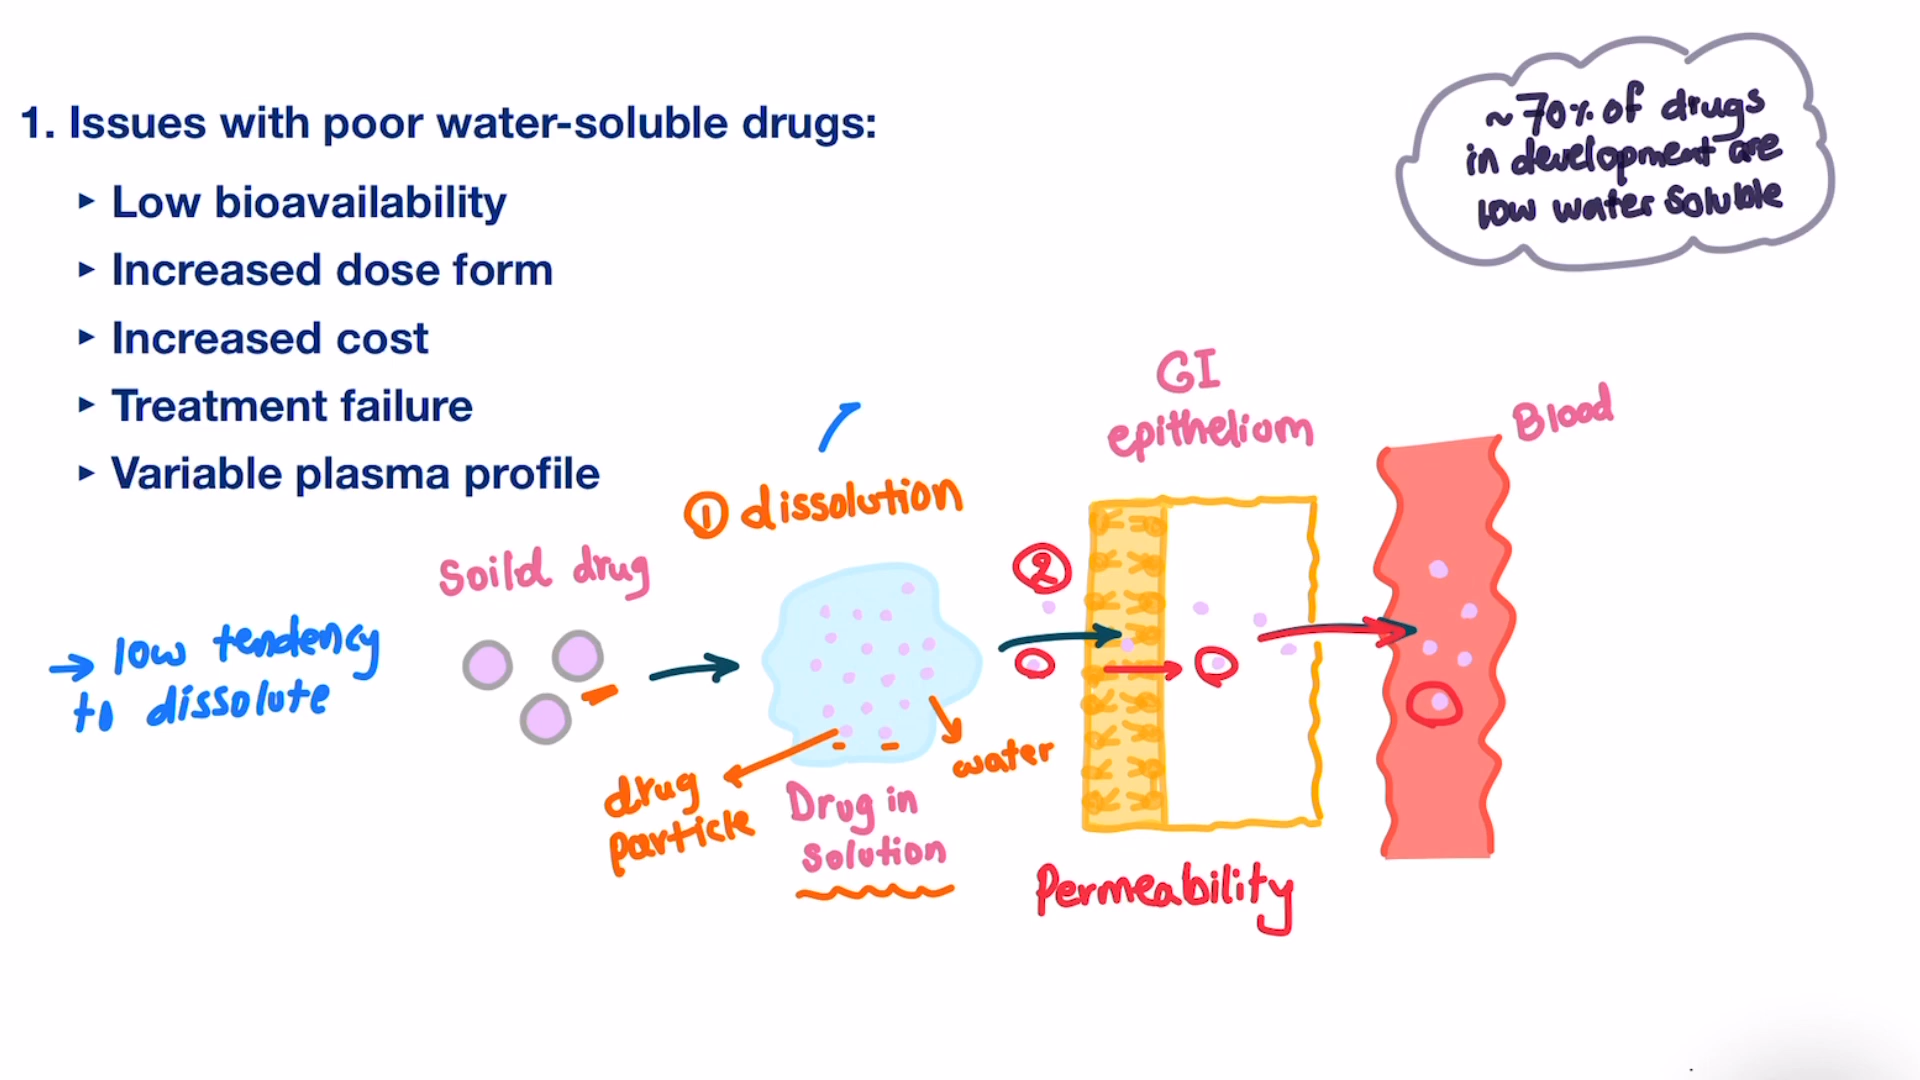 1. Issues with poor water-soluble drugs:
▸ Low bioavailability
▸ Increased dose form
▸ Increased cost
▸ Treatment failure
▸ Variable plasma profile
~70% of drugs
in development are
low water soluble
GI
epithelium
Blood
① dissolution
Soild drug
②
→ low tendency
to dissolute
drug
particle
water
Drug in
solution
Permeability